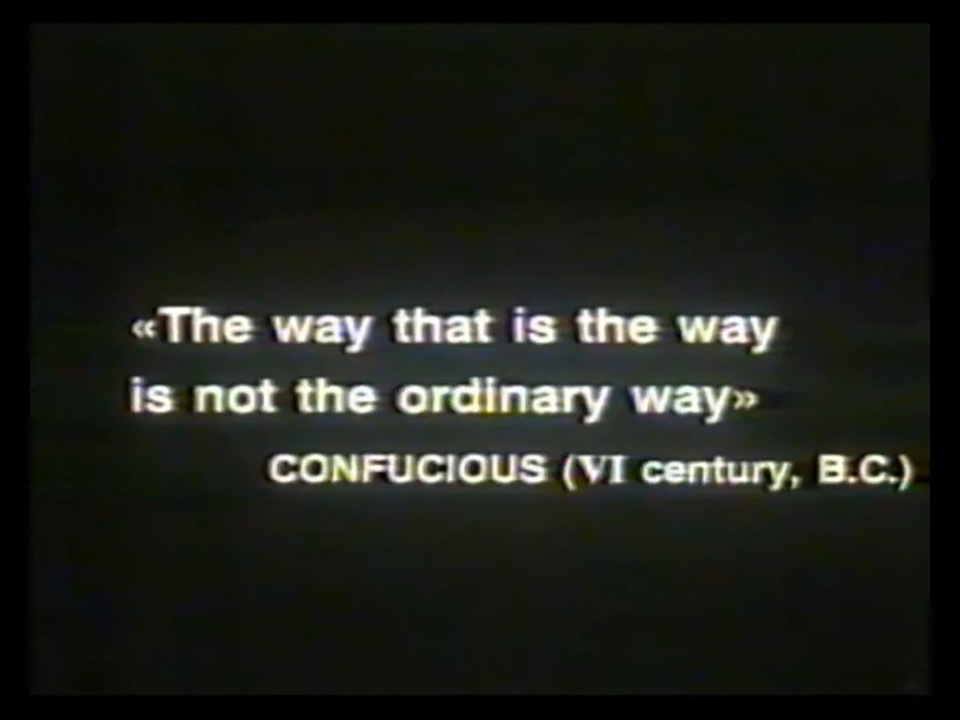 «The way that is the way
is not the ordinary way»
CONFUCIOUS (VI century, B.C.)